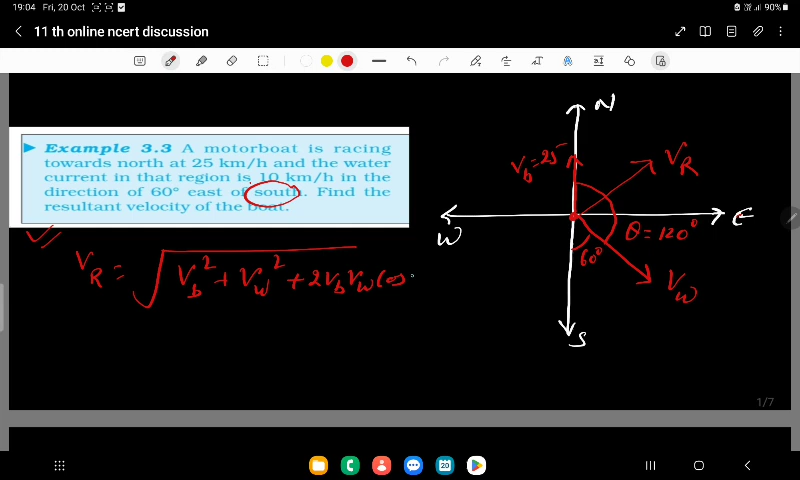 19:04 Fri, 20 Oct
90%
11 th online ncert discussion
Example 3.3 A motorboat is racing
towards north at 25 km/h and the water
current in that region is 10 km/h in the
direction of 60° east of south. Find the
resultant velocity of the boat.
V_R = √V_b² + V_w² + 2V_bV_w Cos
N
V_b = 25
V_R
W
E
θ = 120°
60°
V_w
S
1/7
20